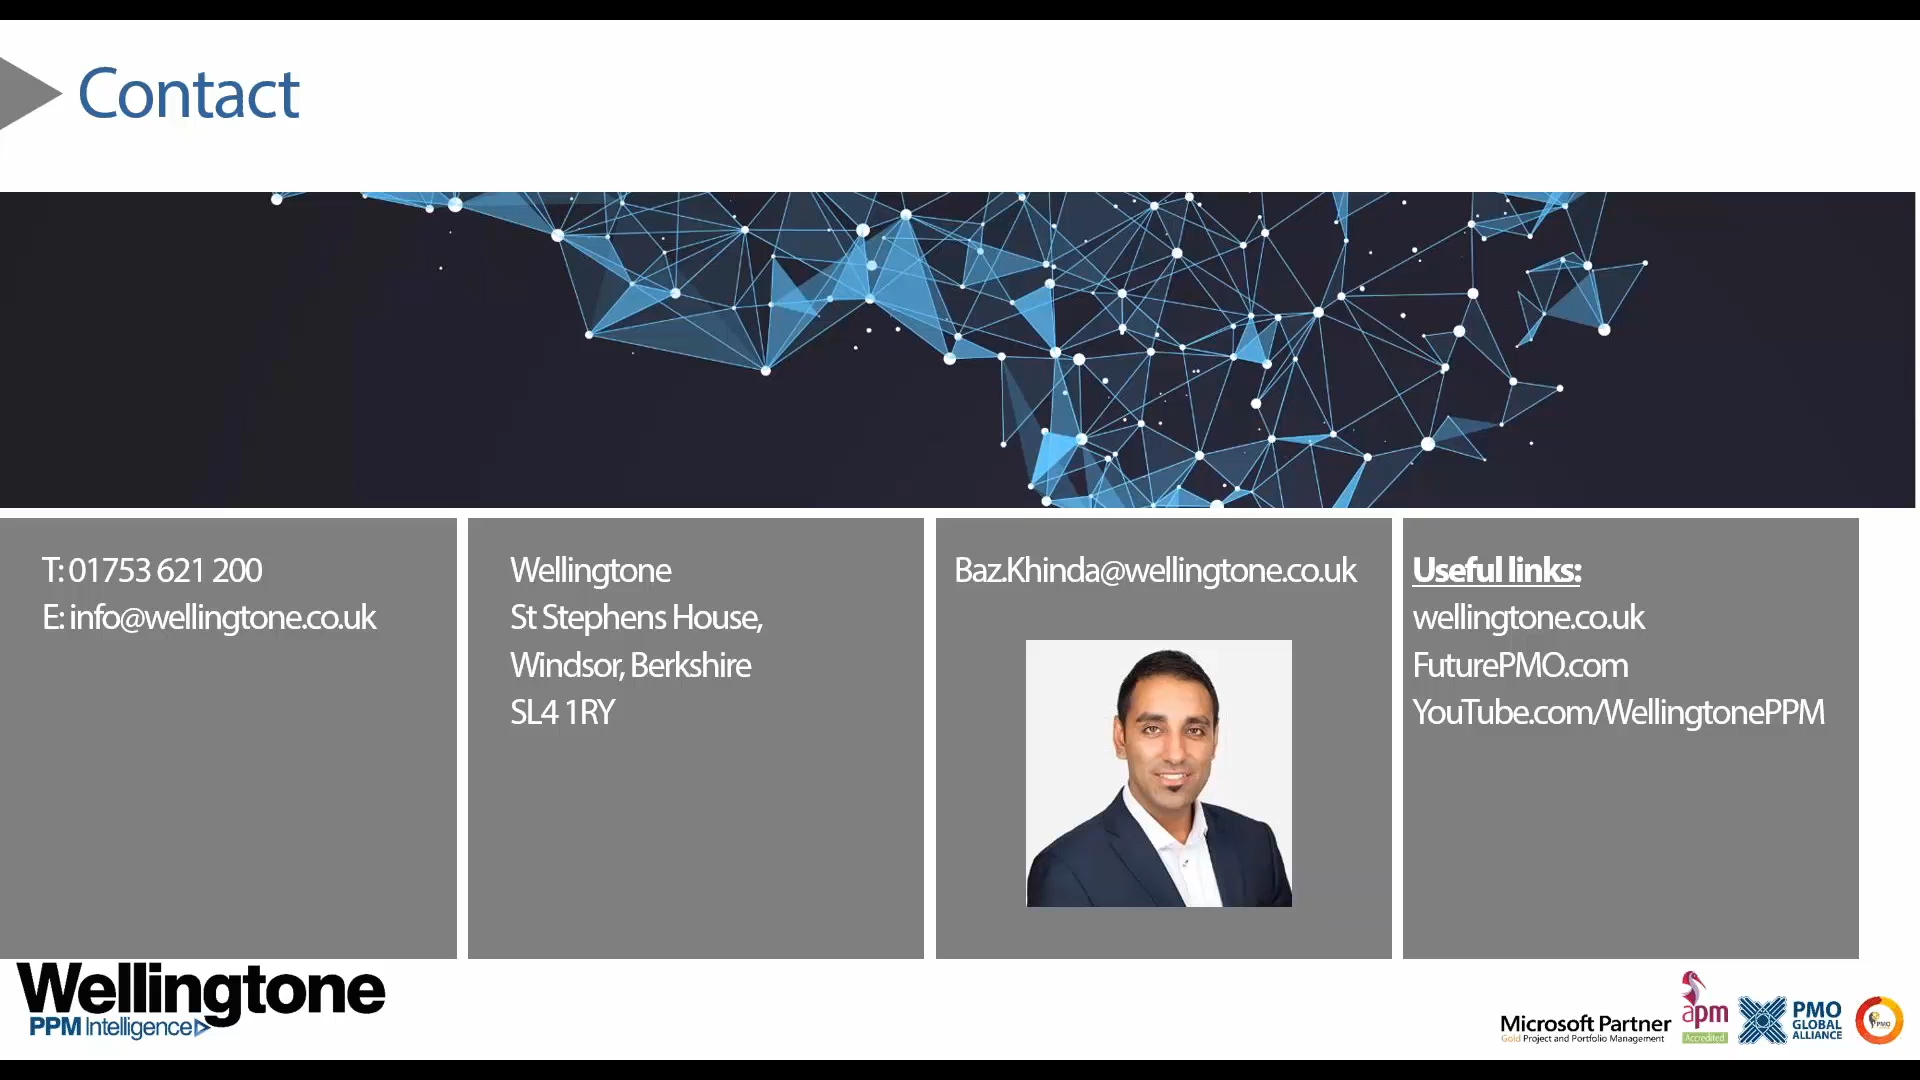 Contact
T: 01753 621 200
E: info@wellingtone.co.uk
Wellingtone
St Stephens House,
Windsor, Berkshire
SL4 1RY
Baz.Khinda@wellingtone.co.uk
Useful links:
wellingtone.co.uk
FuturePMO.com
YouTube.com/WellingtonePPM
Wellingtone
PPM Intelligence
Microsoft Partner
Gold Project and Portfolio Management
apm
Accredited
PMO
GLOBAL
ALLIANCE
PMO